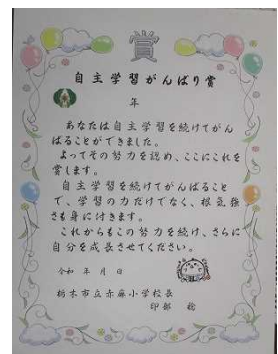 賞
自主学習がんばり賞
年
あなたは自主学習を続けてがん
ばることができました。
よってその努力を認め、ここにこれを
賞します。
自主学習を続けてがんばること
で、学習の力だけでなく、根気強
さも身に付きます。
これからもこの努力を続け、さらに
自分を成長させてください。
令和 年 月 日
栃木市立赤麻小学校長
印部 稔